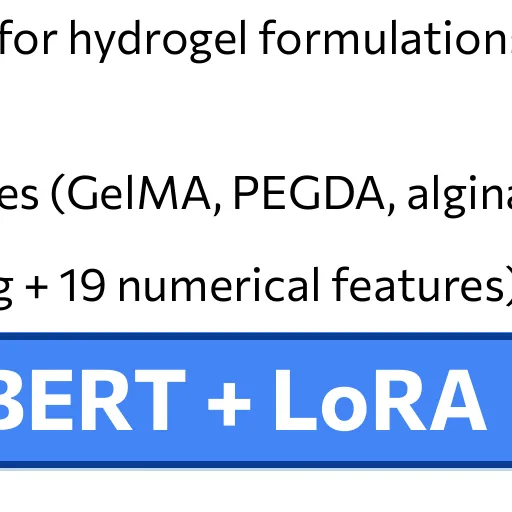 for hydrogel formulations
es (GelMA, PEGDA, algina
g + 19 numerical features)
BERT + LoRA